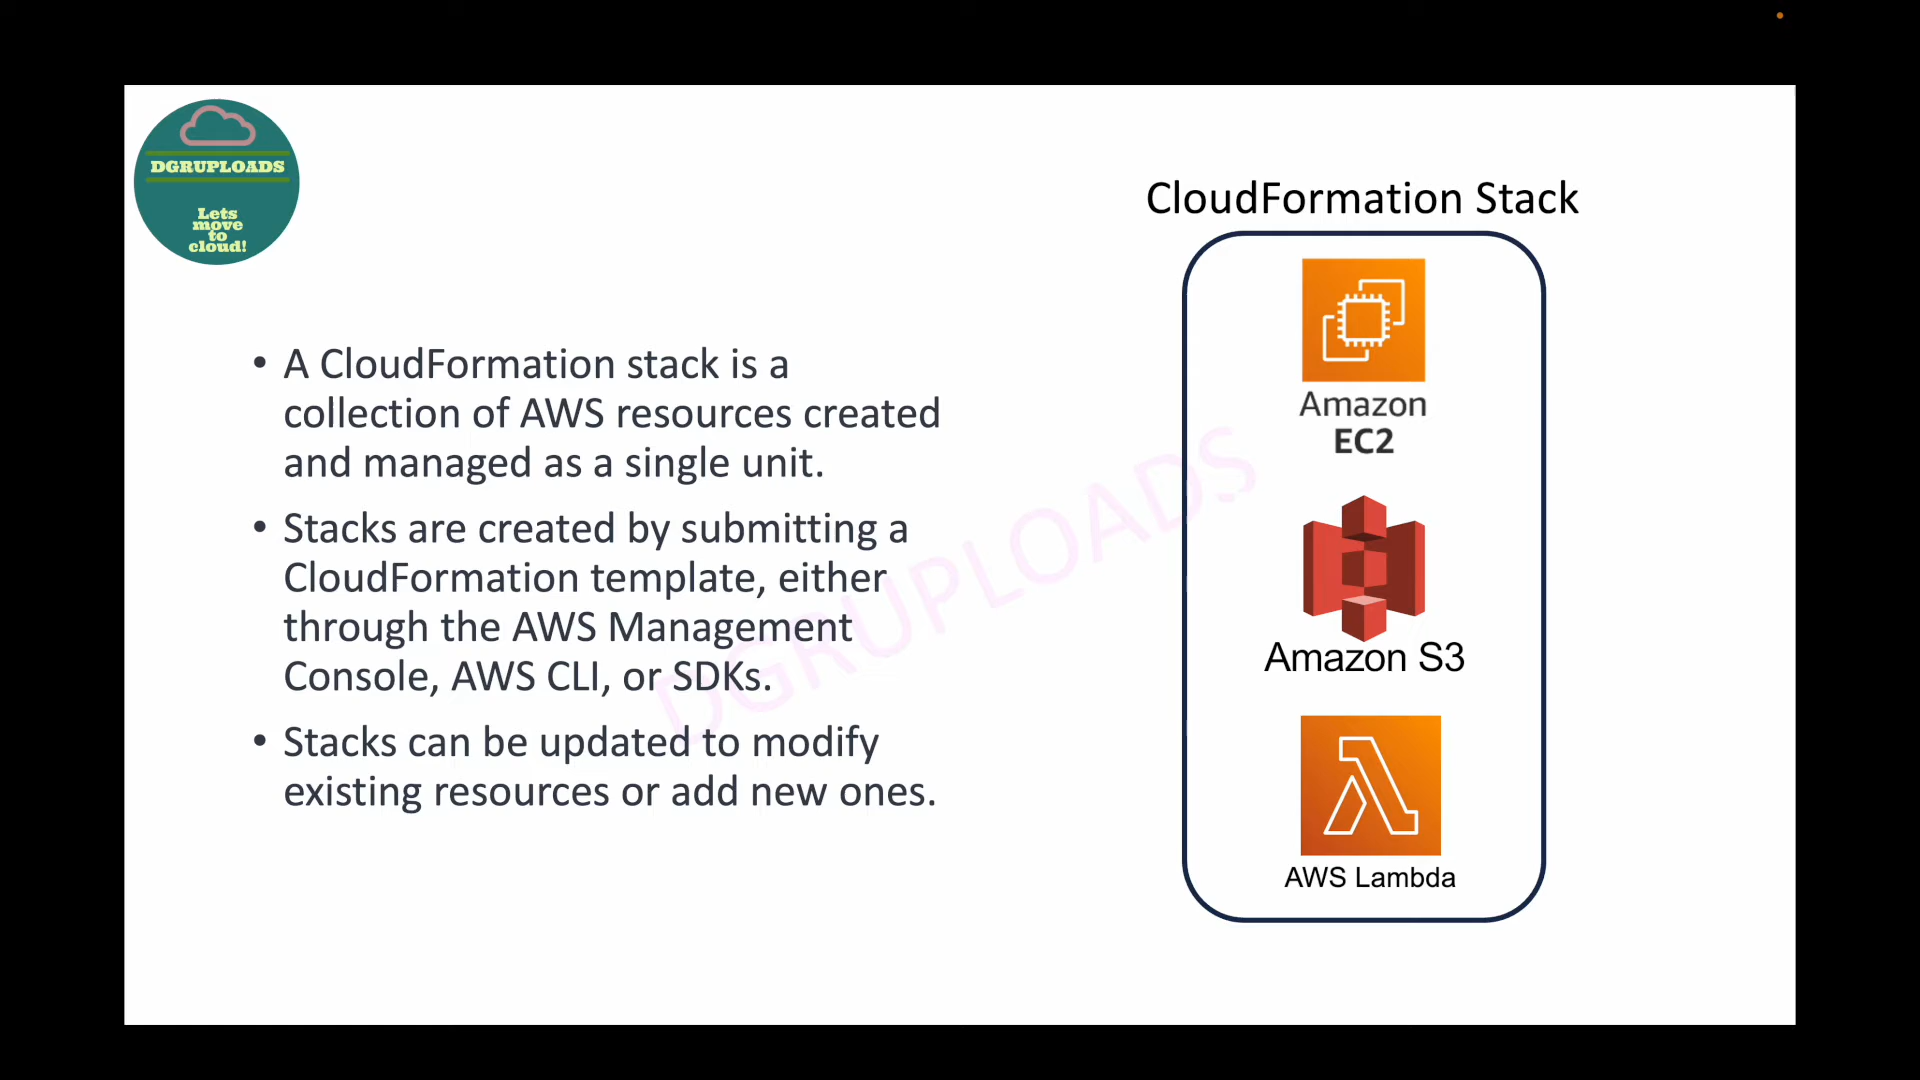 DGRUPLOADS
Lets
move
to
cloud!
• A CloudFormation stack is a
collection of AWS resources created
and managed as a single unit.
• Stacks are created by submitting a
CloudFormation template, either
through the AWS Management
Console, AWS CLI, or SDKs.
• Stacks can be updated to modify
existing resources or add new ones.
DGRUPLOADS
CloudFormation Stack
Amazon
EC2
Amazon S3
AWS Lambda